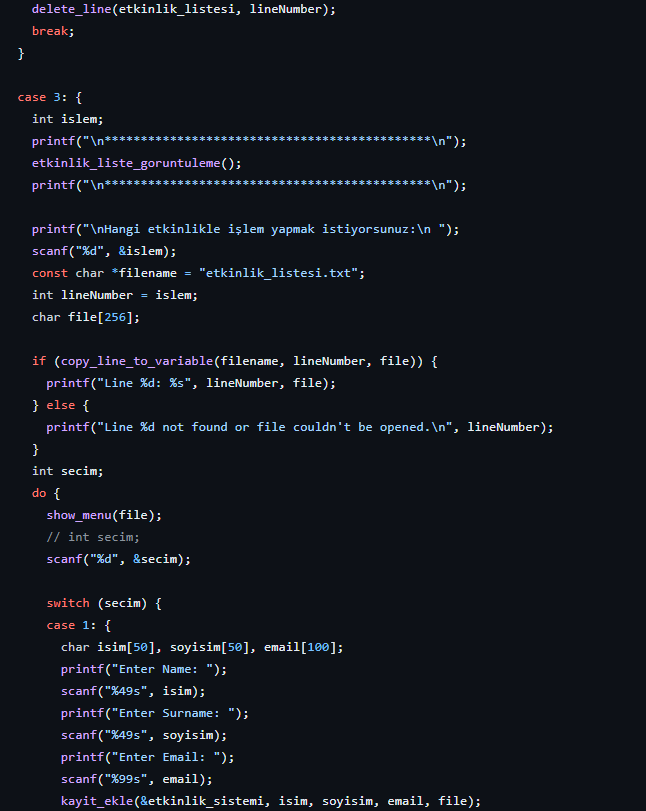 delete_line(etkinlik_listesi, lineNumber);
break;
}
case 3: {
int islem;
printf("\n*********************************************\n");
etkinlik_liste_goruntuleme();
printf("\n*********************************************\n");
printf("\nHangi etkinlikle işlem yapmak istiyorsunuz:\n ");
scanf("%d", &islem);
const char *filename = "etkinlik_listesi.txt";
int lineNumber = islem;
char file[256];
if (copy_line_to_variable(filename, lineNumber, file)) {
printf("Line %d: %s", lineNumber, file);
} else {
printf("Line %d not found or file couldn't be opened.\n", lineNumber);
}
int secim;
do {
show_menu(file);
// int secim;
scanf("%d", &secim);
switch (secim) {
case 1: {
char isim[50], soyisim[50], email[100];
printf("Enter Name: ");
scanf("%49s", isim);
printf("Enter Surname: ");
scanf("%49s", soyisim);
printf("Enter Email: ");
scanf("%99s", email);
kayit_ekle(&etkinlik_sistemi, isim, soyisim, email, file);